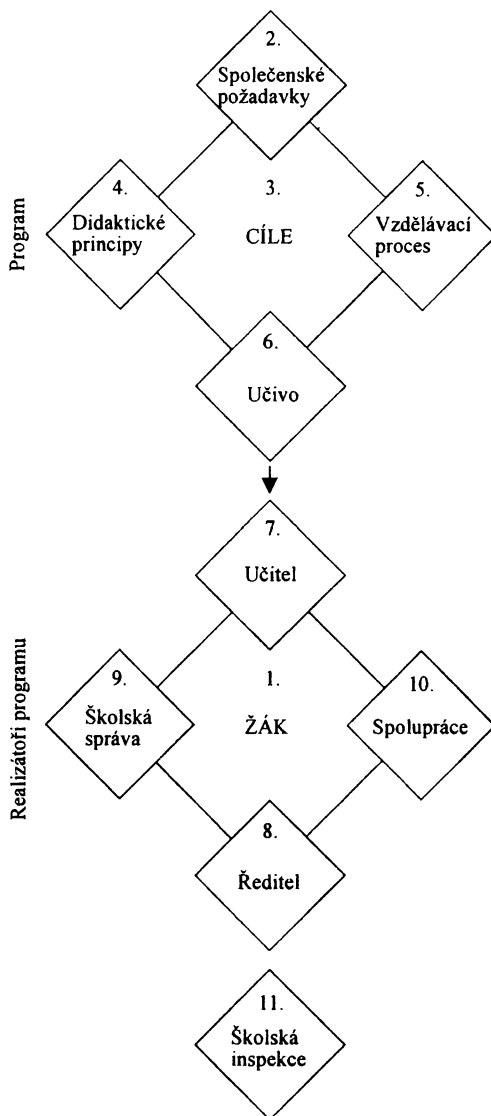 2.
Společenské
požadavky
4.
Didaktické
principy
3.
CÍLE
5.
Vzdělávací
proces
6.
Učivo
Program
7.
Učitel
9.
Školská
správa
1.
ŽÁK
10.
Spolupráce
8.
Ředitel
Realizátoři programu
11.
Školská
inspekce